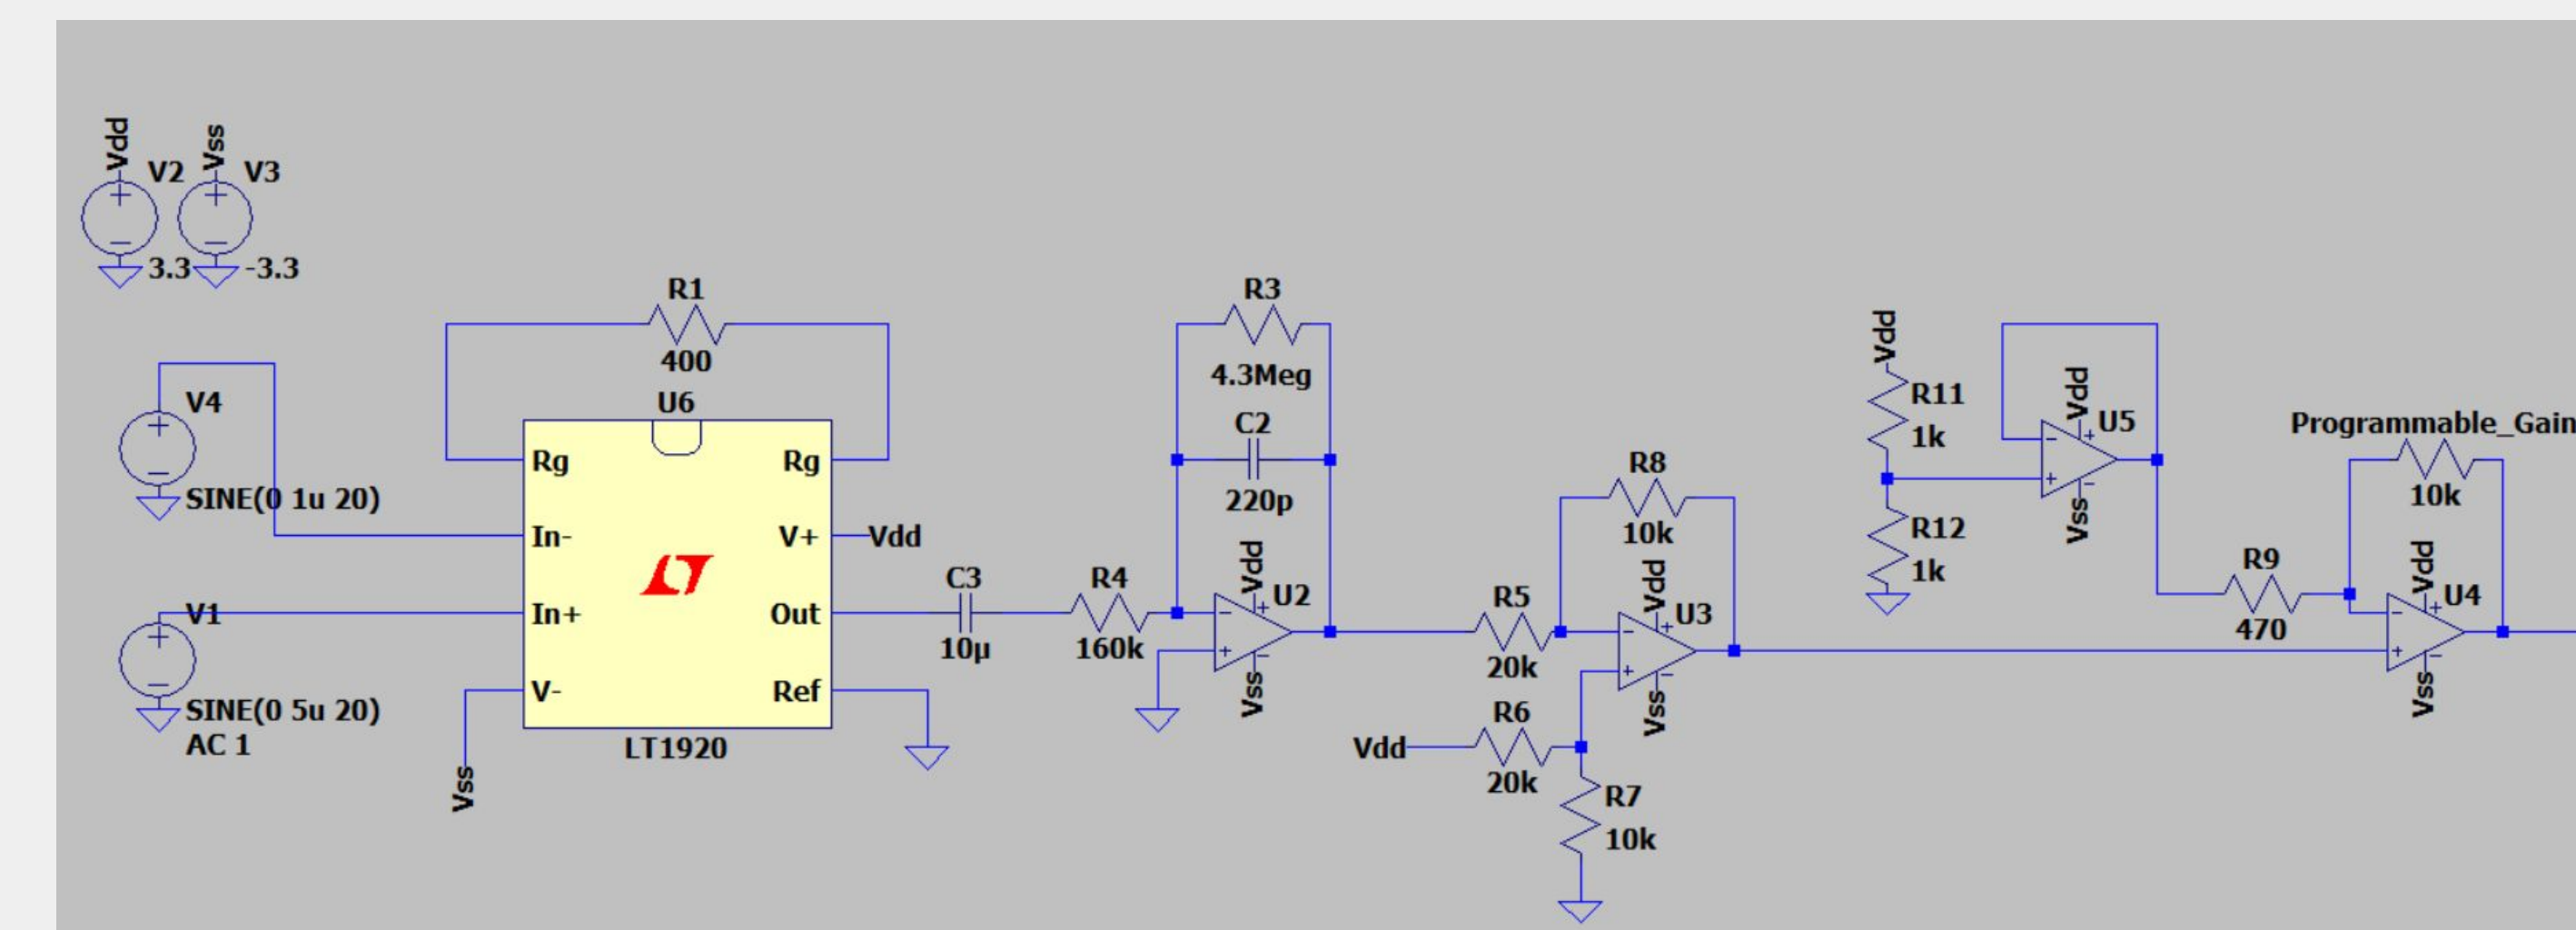 Vdd
V2
3.3
Vss
V3
-3.3
V4
SINE(0 1u 20)
V1
SINE(0 5u 20)
AC 1
R1
400
U6
Rg
Rg
In-
V+
Vdd
In+
Out
V-
Ref
Vss
LT1920
C3
10µ
R4
160k
R3
4.3Meg
C2
220p
Vdd
U2
Vss
R5
20k
R8
10k
Vdd
U3
Vss
Vdd
R6
20k
R7
10k
Vdd
R11
1k
R12
1k
Vdd
U5
Vss
R9
470
Programmable_Gain
10k
Vdd
U4
Vss